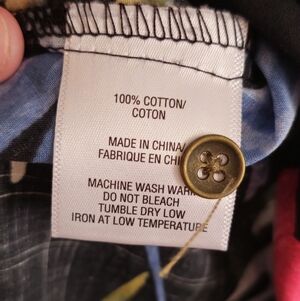 100% COTTON/
COTON
MADE IN CHINA/
FABRIQUE EN
MACHINE WASH
DO NOT BLEACH
TUMBLE DRY LOW
IRON AT LOW TEMPERATURE